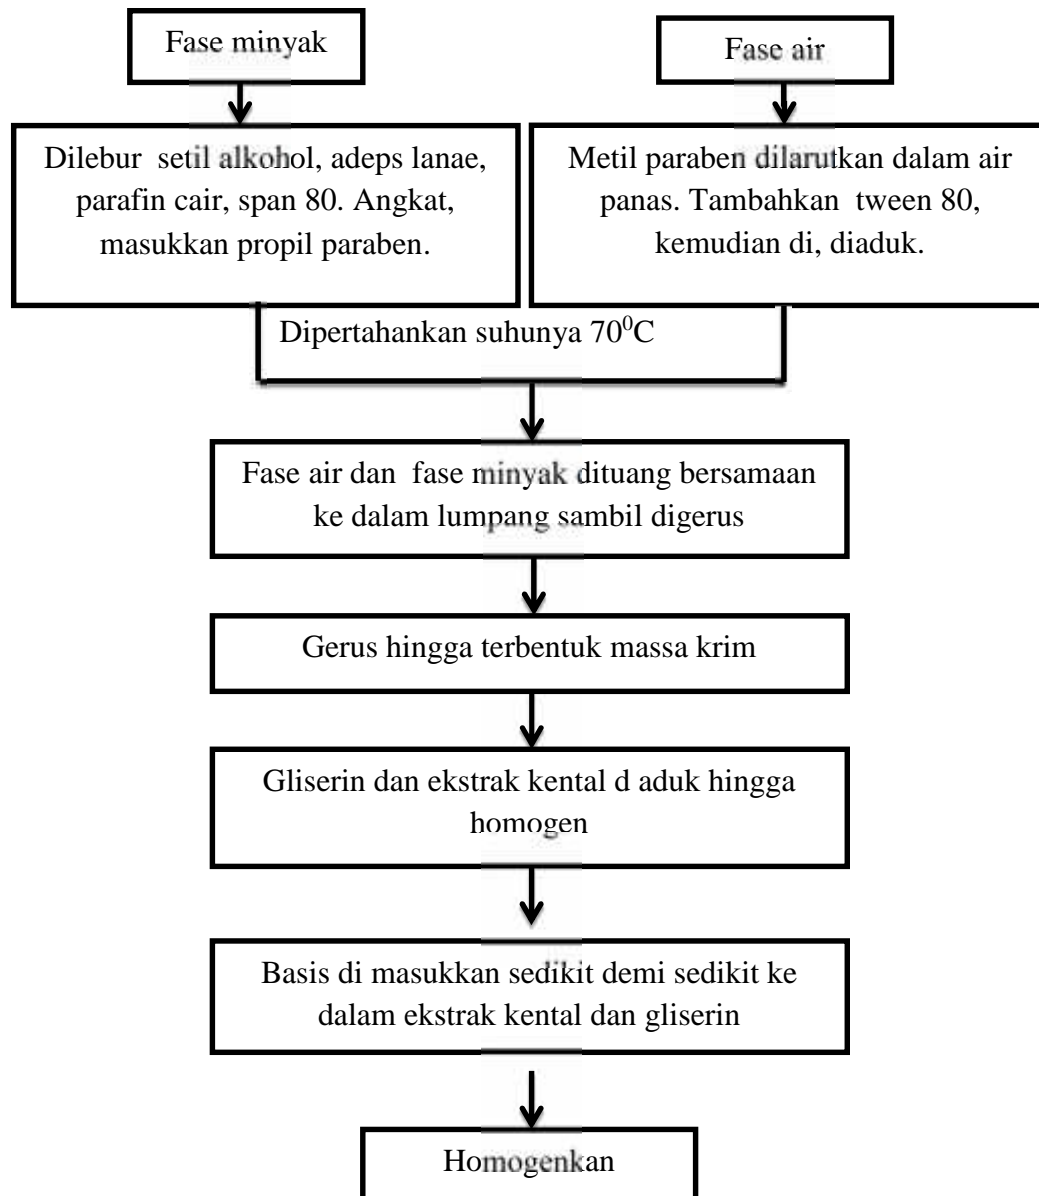 Fase minyak
Fase air
Dilebur setil alkohol, adeps lanae,
parafin cair, span 80. Angkat,
masukkan propil paraben.
Metil paraben dilarutkan dalam air
panas. Tambahkan tween 80,
kemudian di, diaduk.
Dipertahankan suhunya 70⁰C
Fase air dan fase minyak dituang bersamaan
ke dalam lumpang sambil digerus
Gerus hingga terbentuk massa krim
Gliserin dan ekstrak kental d aduk hingga
homogen
Basis di masukkan sedikit demi sedikit ke
dalam ekstrak kental dan gliserin
Homogenkan